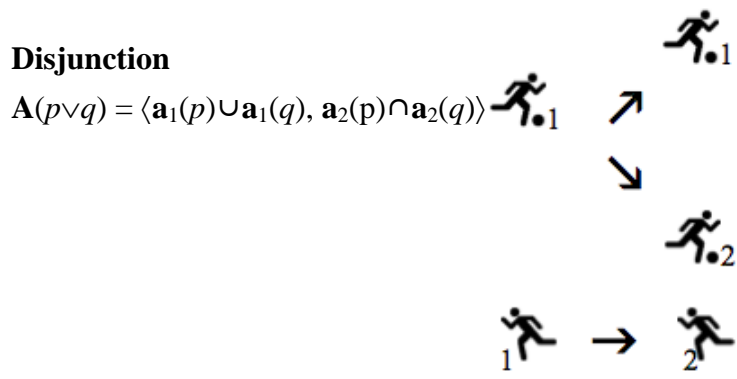 1
Disjunction
A(p∨q) = ⟨a₁(p)∪a₁(q), a₂(p)∩a₂(q)⟩ 1
2
1 → 2